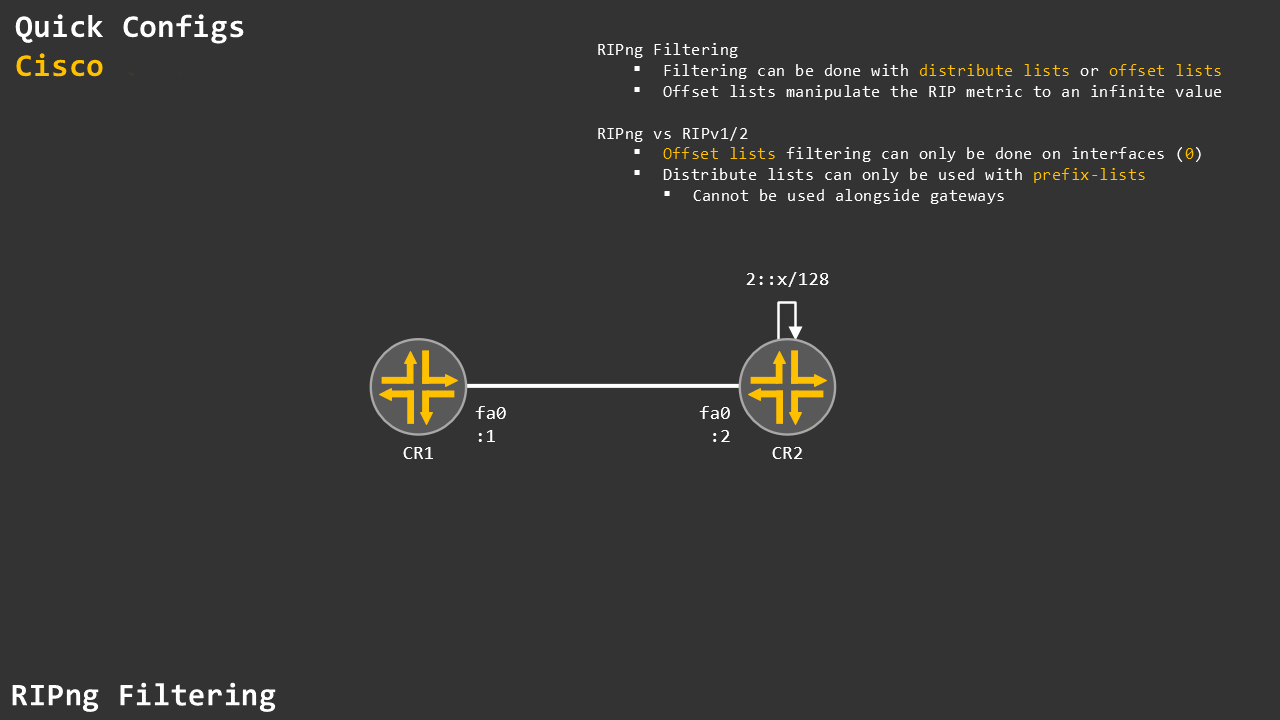 Quick Configs
Cisco
RIPng Filtering
▪ Filtering can be done with distribute lists or offset lists
▪ Offset lists manipulate the RIP metric to an infinite value
RIPng vs RIPv1/2
▪ Offset lists filtering can only be done on interfaces (0)
▪ Distribute lists can only be used with prefix-lists
▪ Cannot be used alongside gateways
2::x/128
fa0
:1
fa0
:2
CR1
CR2
RIPng Filtering